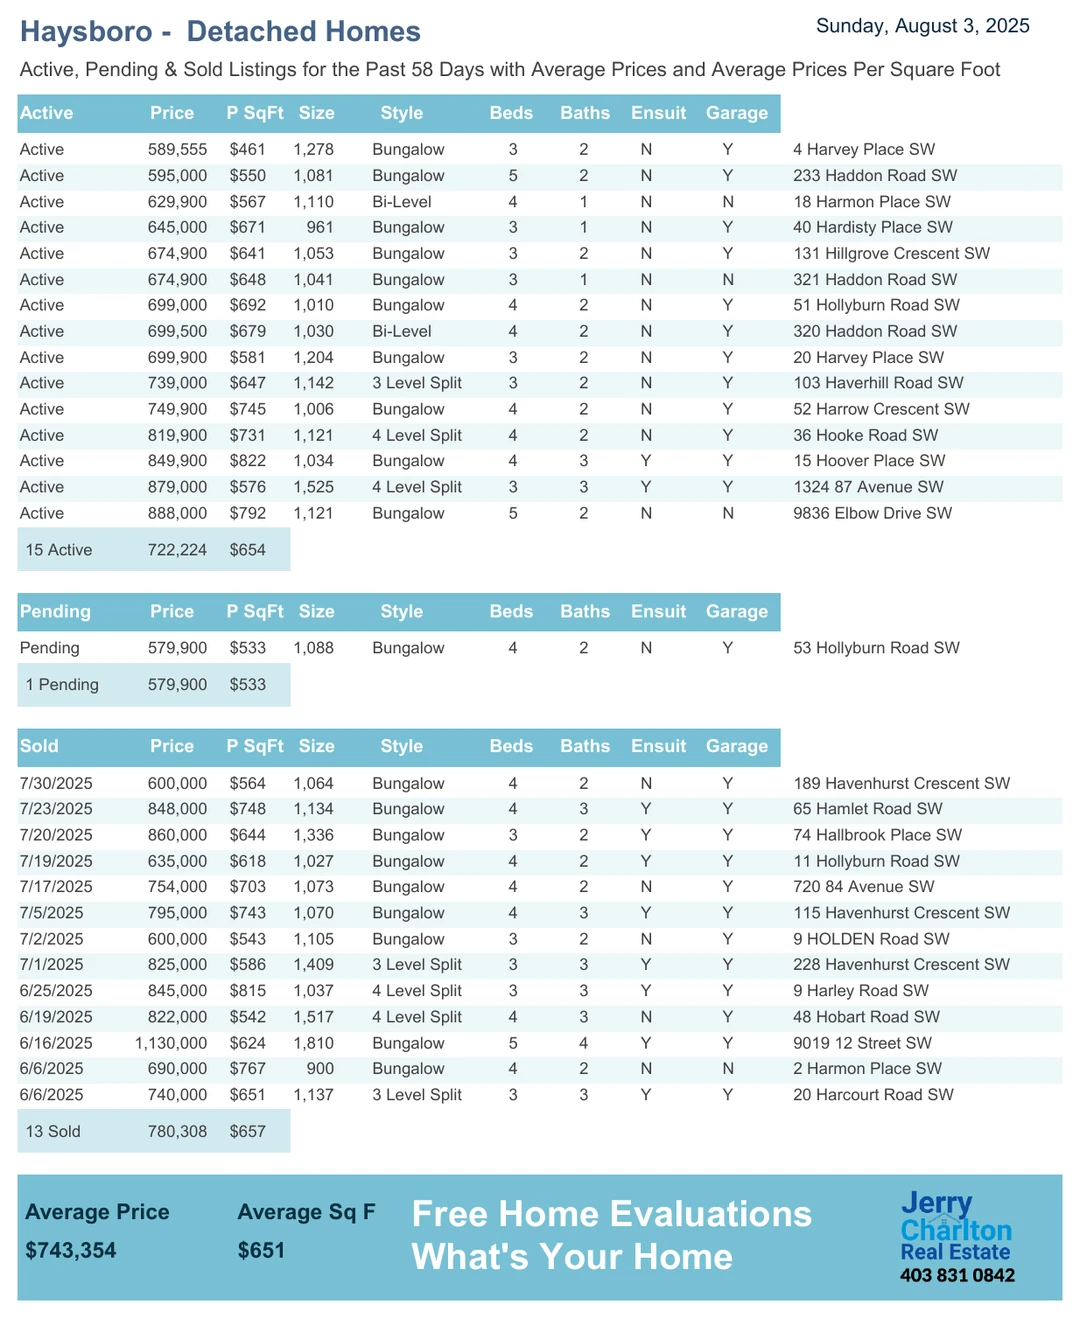 Haysboro - Detached Homes
Sunday, August 3, 2025
Active, Pending & Sold Listings for the Past 58 Days with Average Prices and Average Prices Per Square Foot
Active Price P SqFt Size Style Beds Baths Ensuit Garage
Active 589,555 $461 1,278 Bungalow 3 2 N Y 4 Harvey Place SW
Active 595,000 $550 1,081 Bungalow 5 2 N Y 233 Haddon Road SW
Active 629,900 $567 1,110 Bi-Level 4 1 N N 18 Harmon Place SW
Active 645,000 $671 961 Bungalow 3 1 N Y 40 Hardisty Place SW
Active 674,900 $641 1,053 Bungalow 3 2 N Y 131 Hillgrove Crescent SW
Active 674,900 $648 1,041 Bungalow 3 1 N N 321 Haddon Road SW
Active 699,000 $692 1,010 Bungalow 4 2 N Y 51 Hollyburn Road SW
Active 699,500 $679 1,030 Bi-Level 4 2 N Y 320 Haddon Road SW
Active 699,900 $581 1,204 Bungalow 3 2 N Y 20 Harvey Place SW
Active 739,000 $647 1,142 3 Level Split 3 2 N Y 103 Haverhill Road SW
Active 749,900 $745 1,006 Bungalow 4 2 N Y 52 Harrow Crescent SW
Active 819,900 $731 1,121 4 Level Split 4 2 N Y 36 Hooke Road SW
Active 849,900 $822 1,034 Bungalow 4 3 Y Y 15 Hoover Place SW
Active 879,000 $576 1,525 4 Level Split 3 3 Y Y 1324 87 Avenue SW
Active 888,000 $792 1,121 Bungalow 5 2 N N 9836 Elbow Drive SW
15 Active 722,224 $654
Pending Price P SqFt Size Style Beds Baths Ensuit Garage
Pending 579,900 $533 1,088 Bungalow 4 2 N Y 53 Hollyburn Road SW
1 Pending 579,900 $533
Sold Price P SqFt Size Style Beds Baths Ensuit Garage
7/30/2025 600,000 $564 1,064 Bungalow 4 2 N Y 189 Havenhurst Crescent SW
7/23/2025 848,000 $748 1,134 Bungalow 4 3 Y Y 65 Hamlet Road SW
7/20/2025 860,000 $644 1,336 Bungalow 3 2 Y Y 74 Hallbrook Place SW
7/19/2025 635,000 $618 1,027 Bungalow 4 2 Y Y 11 Hollyburn Road SW
7/17/2025 754,000 $703 1,073 Bungalow 4 2 N Y 720 84 Avenue SW
7/5/2025 795,000 $743 1,070 Bungalow 4 3 Y Y 115 Havenhurst Crescent SW
7/2/2025 600,000 $543 1,105 Bungalow 3 2 N Y 9 HOLDEN Road SW
7/1/2025 825,000 $586 1,409 3 Level Split 3 3 Y Y 228 Havenhurst Crescent SW
6/25/2025 845,000 $815 1,037 4 Level Split 3 3 Y Y 9 Harley Road SW
6/19/2025 822,000 $542 1,517 4 Level Split 4 3 N Y 48 Hobart Road SW
6/16/2025 1,130,000 $624 1,810 Bungalow 5 4 Y Y 9019 12 Street SW
6/6/2025 690,000 $767 900 Bungalow 4 2 N N 2 Harmon Place SW
6/6/2025 740,000 $651 1,137 3 Level Split 3 3 Y Y 20 Harcourt Road SW
13 Sold 780,308 $657
Average Price Average Sq F
$743,354 $651
Free Home Evaluations
What's Your Home
Jerry
Charlton
Real Estate
403 831 0842